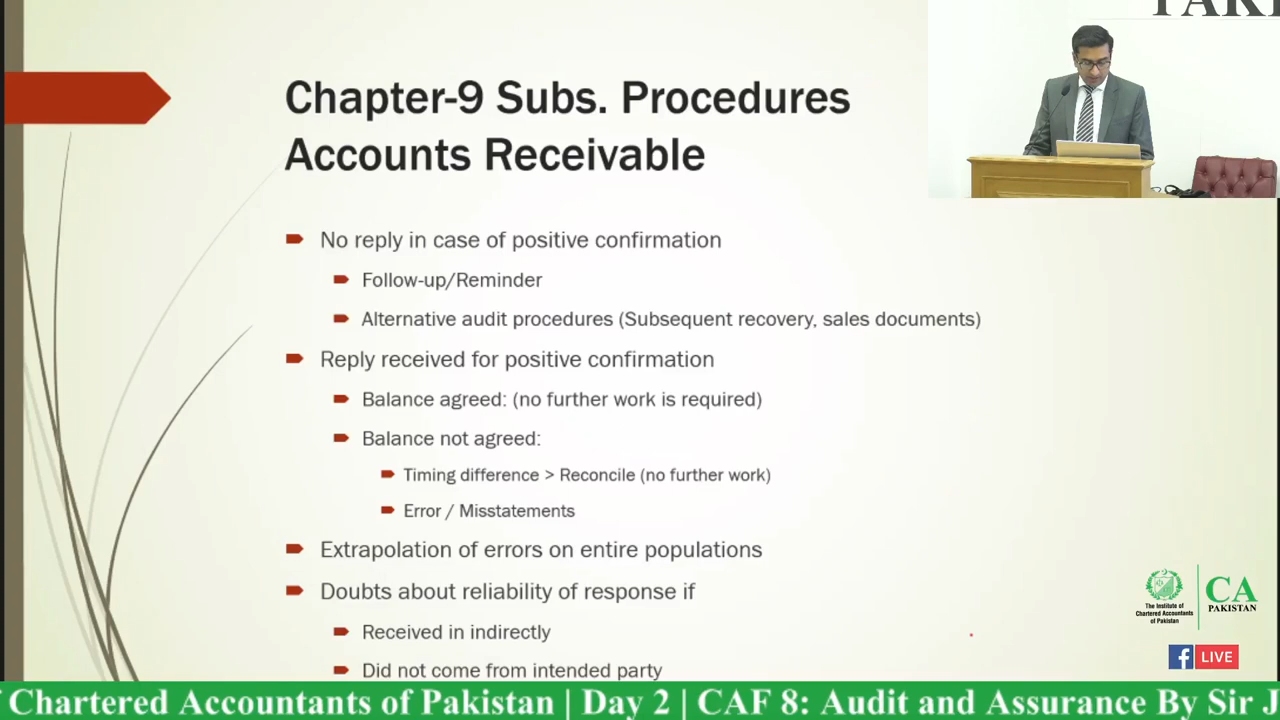 Chapter-9 Subs. Procedures
Accounts Receivable
No reply in case of positive confirmation
Follow-up/Reminder
Alternative audit procedures (Subsequent recovery, sales documents)
Reply received for positive confirmation
Balance agreed: (no further work is required)
Balance not agreed:
Timing difference > Reconcile (no further work)
Error / Misstatements
Extrapolation of errors on entire populations
Doubts about reliability of response if
Received in indirectly
Did not come from intended party
The Institute of
Chartered Accountants
of Pakistan
CA
PAKISTAN
f LIVE
f Chartered Accountants of Pakistan | Day 2 | CAF 8: Audit and Assurance By Sir J